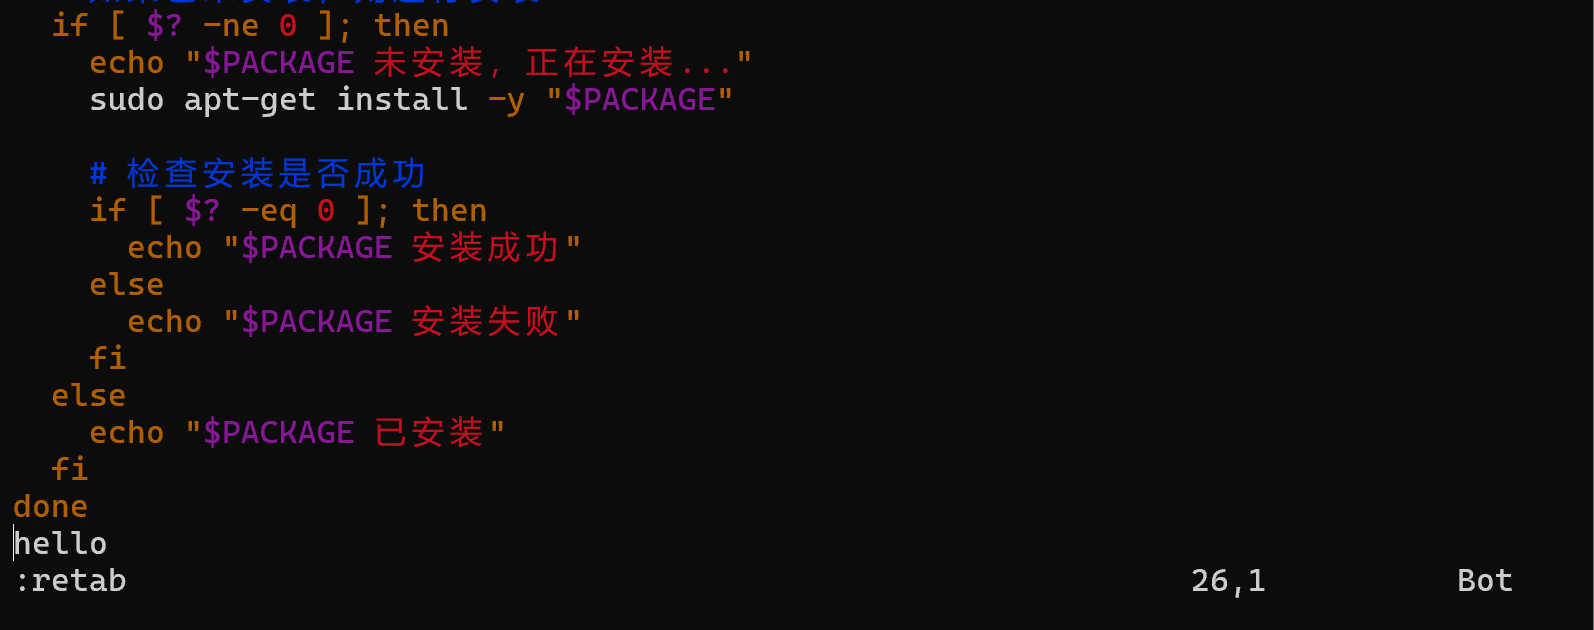 if [ $? -ne 0 ]; then
echo "$PACKAGE 未安装, 正在安装..."
sudo apt-get install -y "$PACKAGE"
# 检查安装是否成功
if [ $? -eq 0 ]; then
echo "$PACKAGE 安装成功"
else
echo "$PACKAGE 安装失败"
fi
else
echo "$PACKAGE 已安装"
fi
done
hello
:retab 26,1 Bot